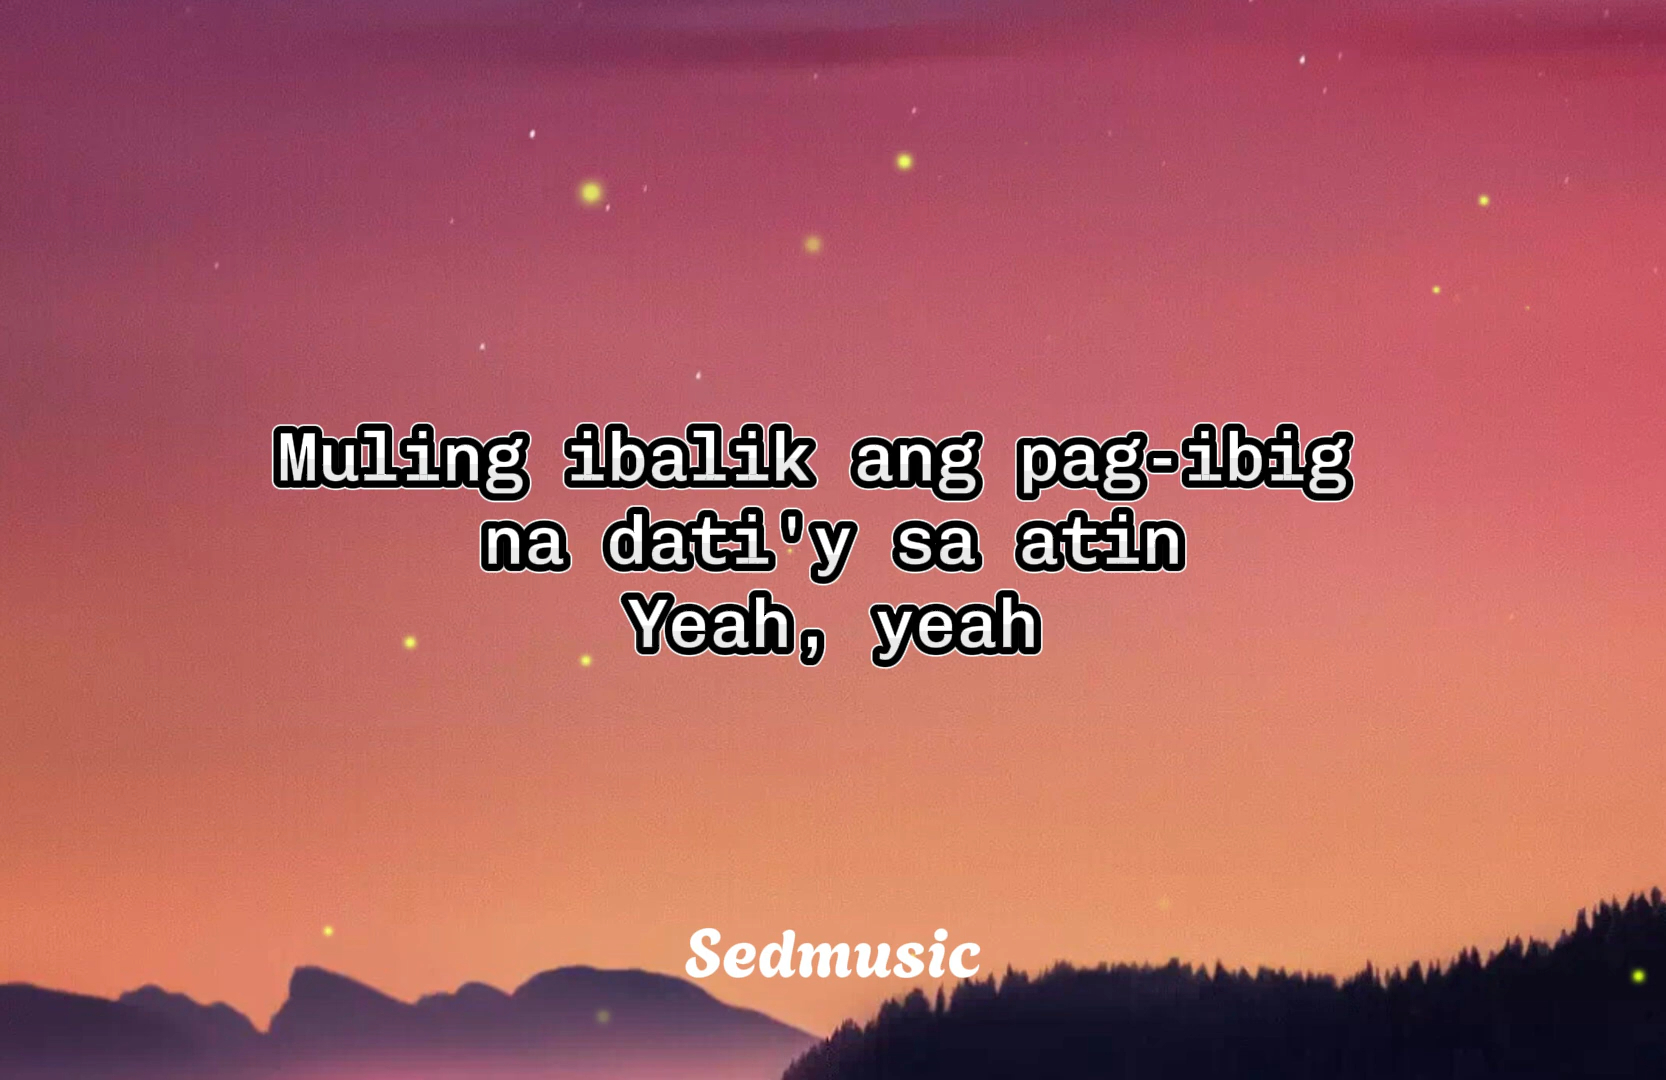 Muling ibalik ang pag-ibig
na dati'y sa atin
Yeah, yeah
Sedmusic